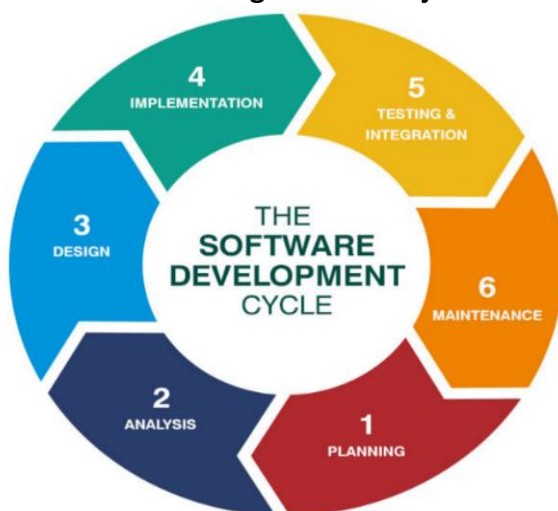 THE
SOFTWARE
DEVELOPMENT
CYCLE
1
PLANNING
2
ANALYSIS
3
DESIGN
4
IMPLEMENTATION
5
TESTING &
INTEGRATION
6
MAINTENANCE